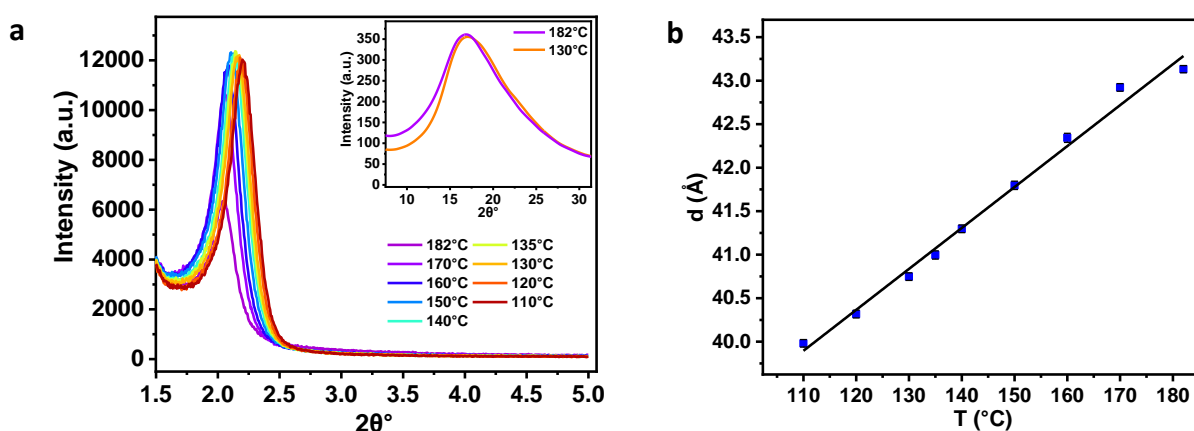 a
Intensity (a.u.)
12000
10000
8000
6000
4000
2000
0
1.5 2.0 2.5 3.0 3.5 4.0 4.5 5.0
2θ°
182°C
170°C
160°C
150°C
140°C
135°C
130°C
120°C
110°C
Intensity (a.u.)
350
300
250
200
150
100
50
0
10 15 20 25 30
2θ°
182°C
130°C
b
d (Å)
43.5
43.0
42.5
42.0
41.5
41.0
40.5
40.0
110 120 130 140 150 160 170 180
T (°C)